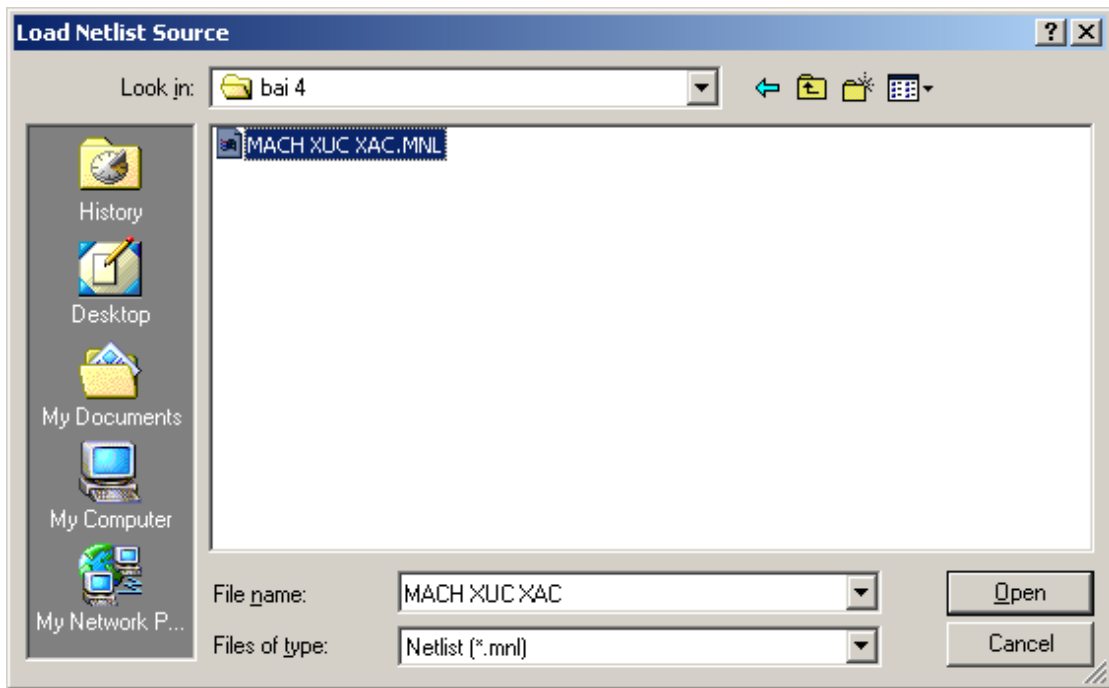 Load Netlist Source
Look in: bai 4
MACH XUC XAC.MNL
History
Desktop
My Documents
My Computer
My Network P...
File name: MACH XUC XAC Open
Files of type: Netlist (*.mnl) Cancel